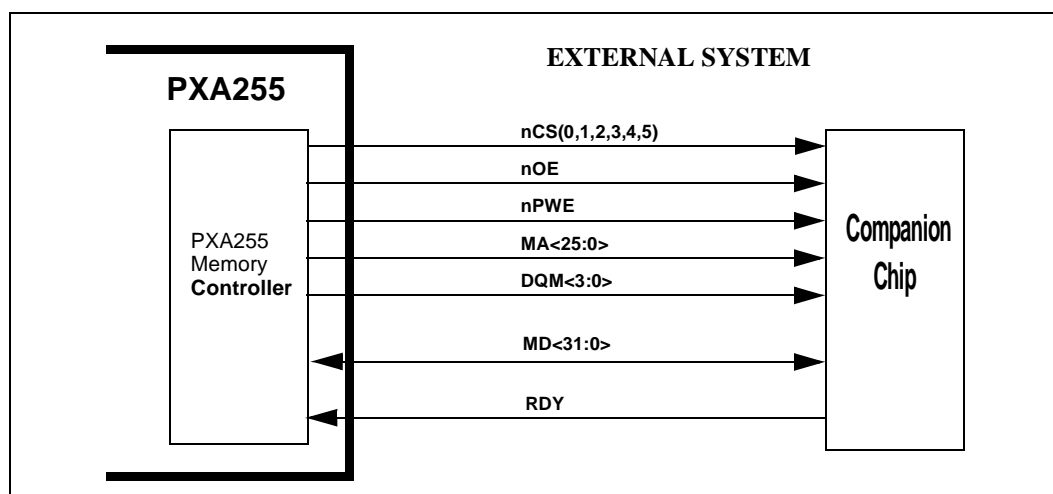 EXTERNAL SYSTEM
PXA255
nCS(0,1,2,3,4,5)
nOE
nPWE
MA<25:0>
DQM<3:0>
MD<31:0>
RDY
PXA255
Memory
Controller
Companion
Chip